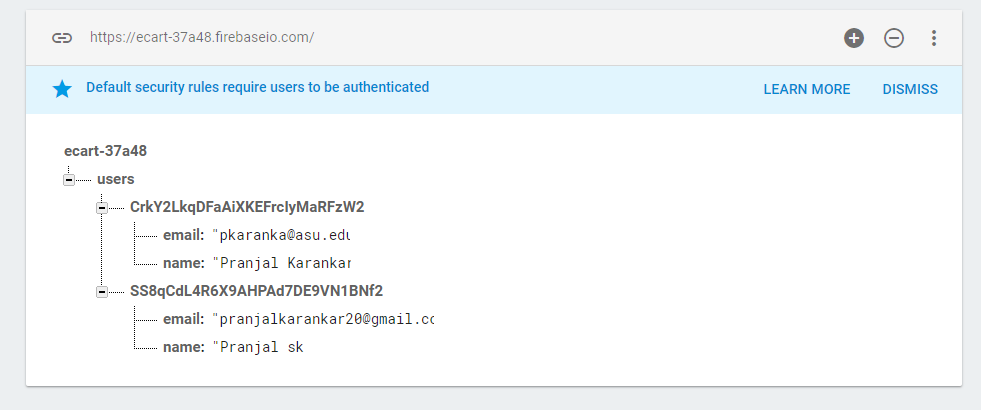 https://ecart-37a48.firebaseio.com/
Default security rules require users to be authenticated LEARN MORE DISMISS
ecart-37a48
users
CrkY2LkqDFaAiXKEFrcIyMaRFzW2
email: "pkaranka@asu.edu
name: "Pranjal Karankar
SS8qCdL4R6X9AHPAd7DE9VN1BNf2
email: "pranjalkarankar20@gmail.co
name: "Pranjal sk